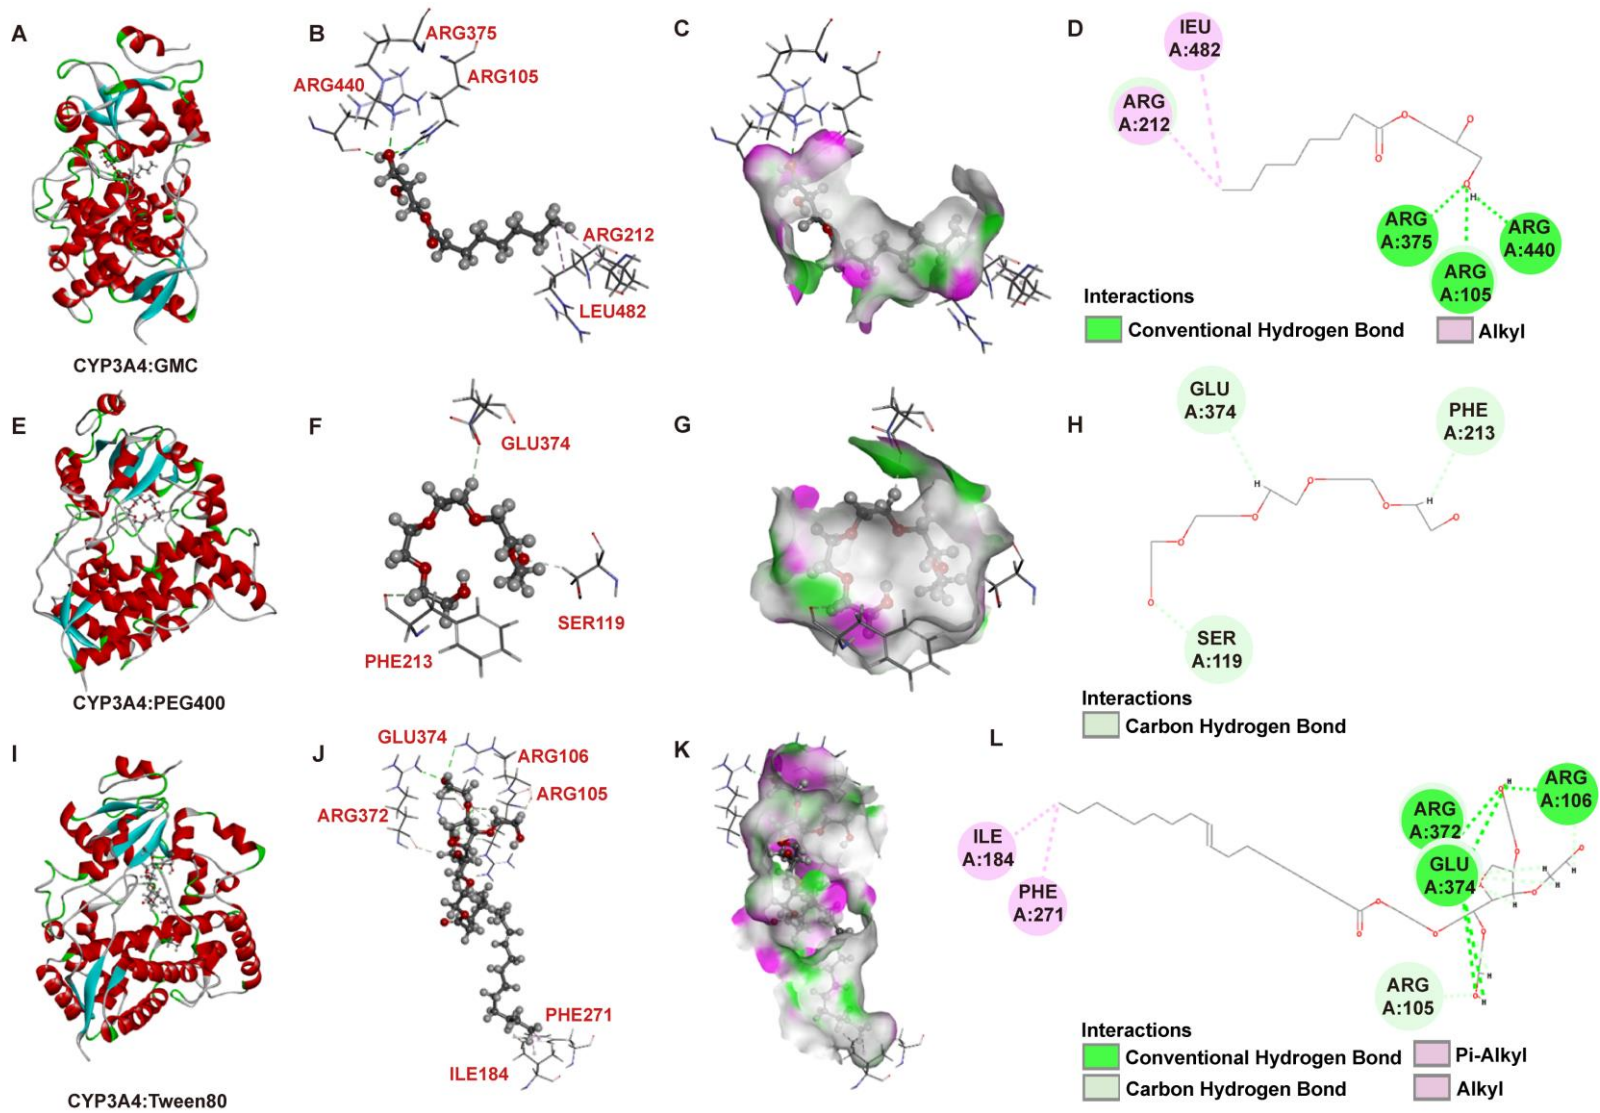 A
B
C
D
ARG375
ARG105
ARG440
ARG212
LEU482
IEU
A:482
ARG
A:212
O
O
O
O
H
ARG
A:375
ARG
A:440
ARG
A:105
Interactions
Conventional Hydrogen Bond
Alkyl
CYP3A4:GMC
E
F
G
H
GLU374
SER119
PHE213
GLU
A:374
PHE
A:213
H
H
O
O
O
O
O
O
SER
A:119
Interactions
Carbon Hydrogen Bond
CYP3A4:PEG400
I
J
K
L
GLU374
ARG106
ARG105
ARG372
PHE271
ILE184
ILE
A:184
PHE
A:271
ARG
A:372
ARG
A:106
GLU
A:374
ARG
A:105
Interactions
Conventional Hydrogen Bond
Pi-Alkyl
Carbon Hydrogen Bond
Alkyl
CYP3A4:Tween80